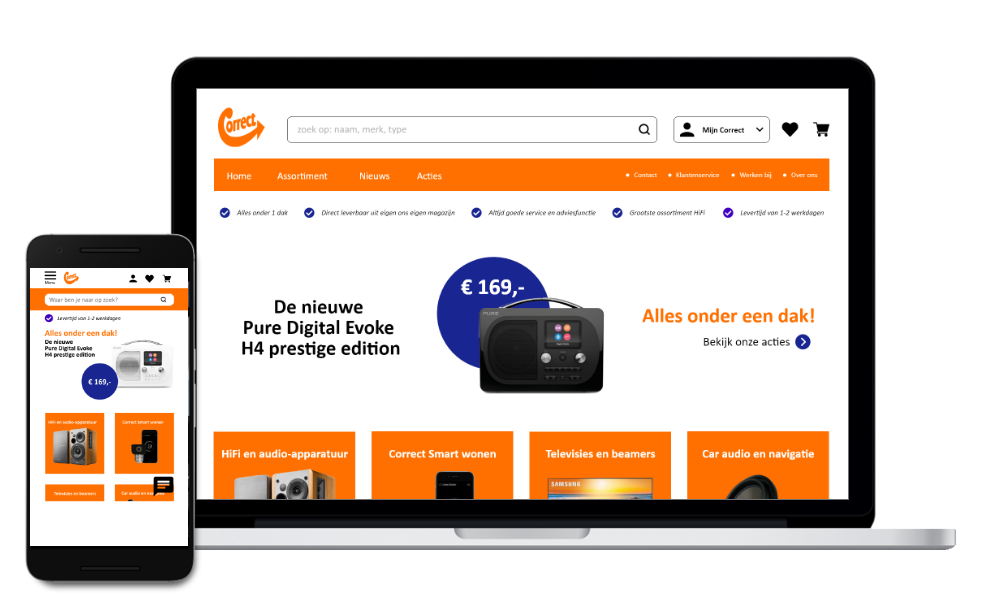 Correct
zoek op: naam, merk, type
Mijn Correct
Home
Assortiment
Nieuws
Acties
Contact
Klantenservice
Werken bij
Over ons
Alles onder 1 dak
Direct leverbaar uit eigen ons eigen magazijn
Altijd goede service en adviesfunctie
Grootste assortiment HiFi
Levertijd van 1-2 werkdagen
De nieuwe
Pure Digital Evoke
H4 prestige edition
€ 169,-
PURE
Alles onder een dak!
Bekijk onze acties
HiFi en audio-apparatuur
Correct Smart wonen
Televisies en beamers
Car audio en navigatie
SAMSUNG
Menu
Correct
Waar ben je naar op zoek?
Levertijd van 1-2 werkdagen
Alles onder een dak!
De nieuwe
Pure Digital Evoke
H4 prestige edition
€ 169,-
HiFi en audio-apparatuur
Correct Smart wonen
Televisies en beamers
Car audio en